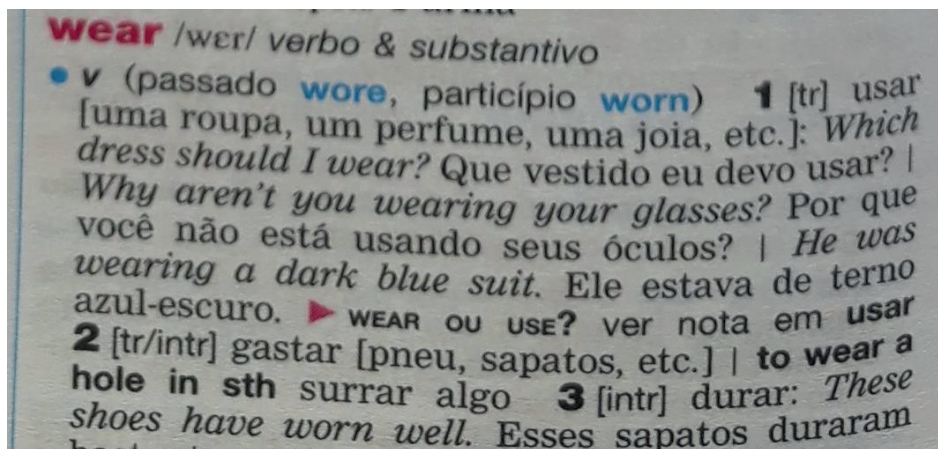 wear /wɛr/ verbo & substantivo
• v (passado wore, particípio worn) 1 [tr] usar
[uma roupa, um perfume, uma joia, etc.]: Which
dress should I wear? Que vestido eu devo usar? |
Why aren't you wearing your glasses? Por que
você não está usando seus óculos? | He was
wearing a dark blue suit. Ele estava de terno
azul-escuro. ▶ WEAR OU USE? ver nota em usar
2 [tr/intr] gastar [pneu, sapatos, etc.] | to wear a
hole in sth surrar algo 3 [intr] durar: These
shoes have worn well. Esses sapatos duraram